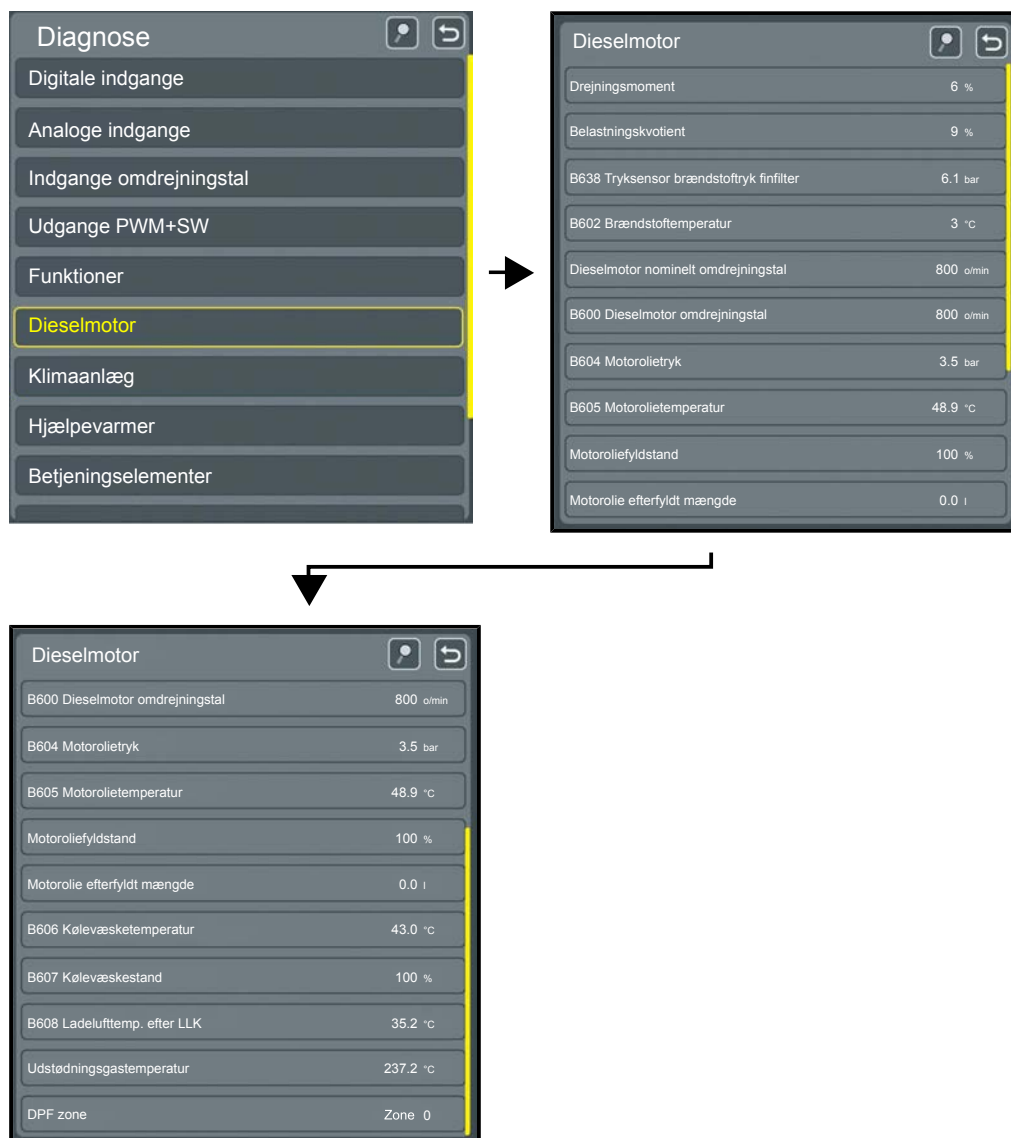 Diagnose
Digitale indgange
Analoge indgange
Indgange omdrejningstal
Udgange PWM+SW
Funktioner
Dieselmotor
Klimaanlæg
Hjælpevarmer
Betjeningselementer
Dieselmotor
Drejningsmoment 6 %
Belastningskvotient 9 %
B638 Tryksensor brændstoftryk finfilter 6.1 bar
B602 Brændstoftemperatur 3 °C
Dieselmotor nominelt omdrejningstal 800 o/min
B600 Dieselmotor omdrejningstal 800 o/min
B604 Motorolietryk 3.5 bar
B605 Motorolietemperatur 48.9 °C
Motoroliefyldstand 100 %
Motorolie efterfyldt mængde 0.0 l
Dieselmotor
B600 Dieselmotor omdrejningstal 800 o/min
B604 Motorolietryk 3.5 bar
B605 Motorolietemperatur 48.9 °C
Motoroliefyldstand 100 %
Motorolie efterfyldt mængde 0.0 l
B606 Kølevæsketemperatur 43.0 °C
B607 Kølevæskestand 100 %
B608 Ladelufttemp. efter LLK 35.2 °C
Udstødningsgastemperatur 237.2 °C
DPF zone Zone 0